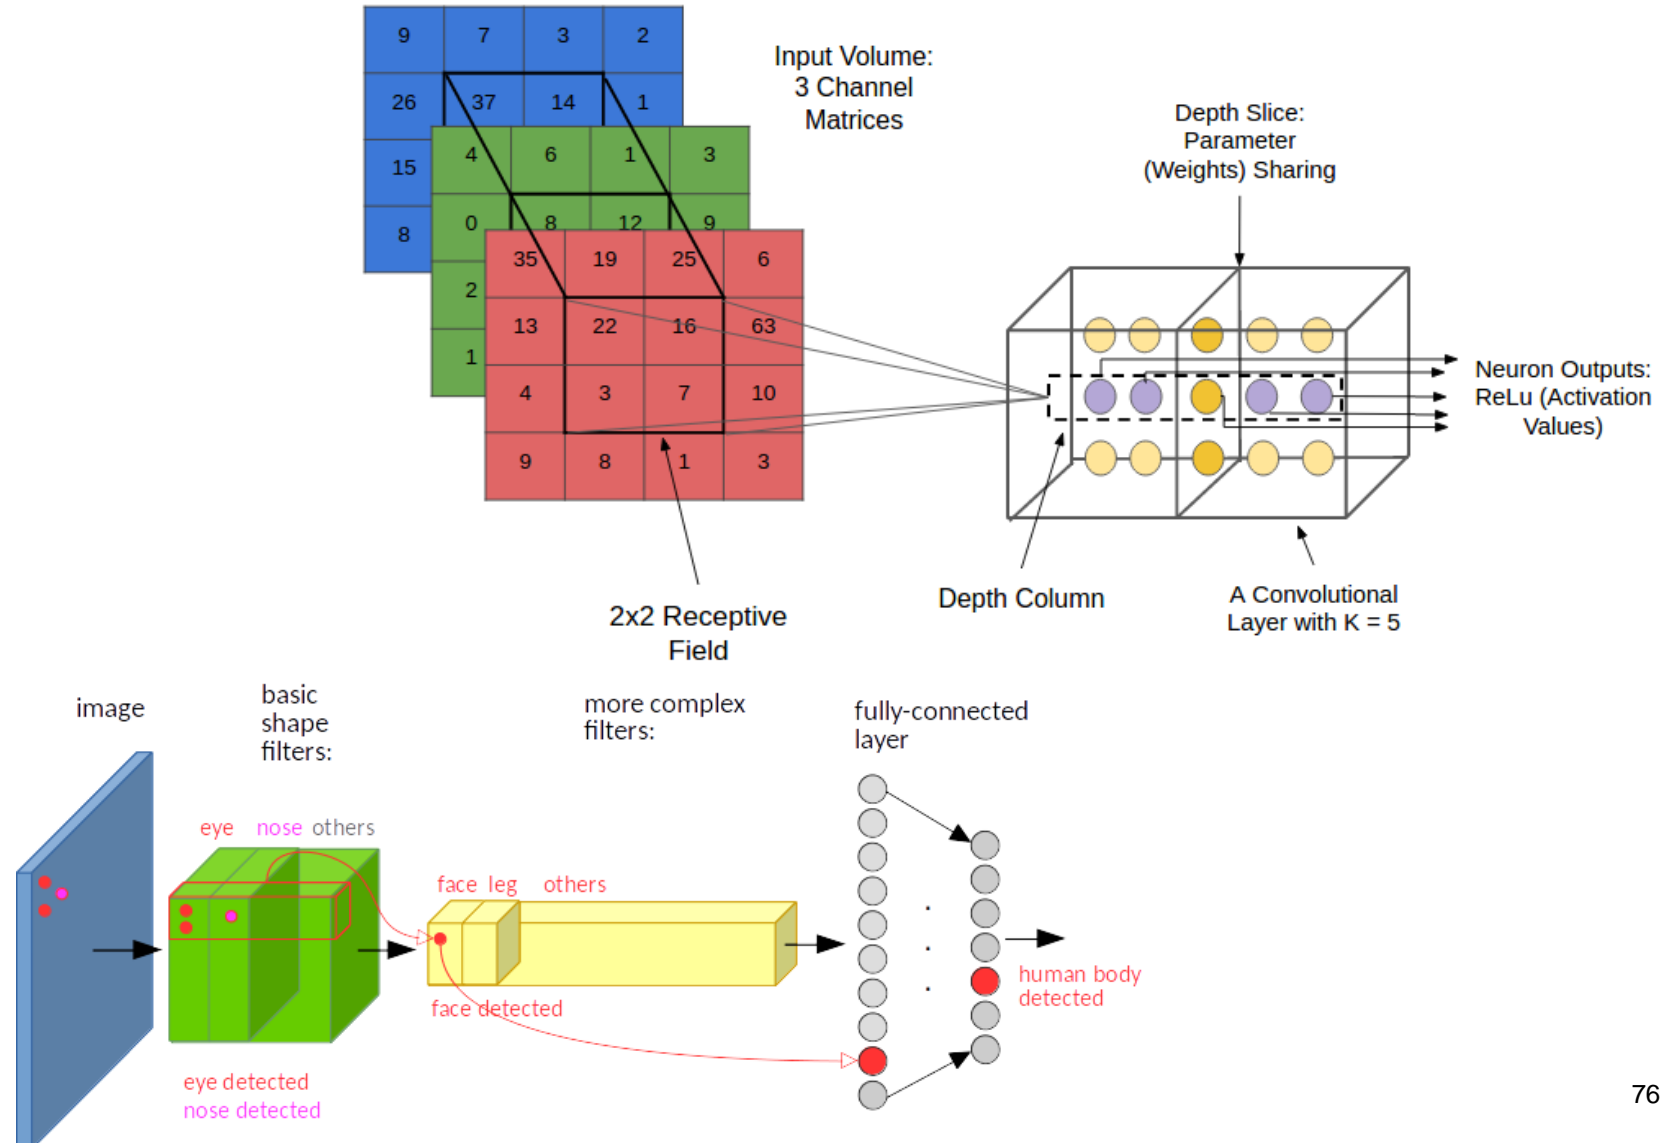 9 7 3 2
Input Volume:
3 Channel
Matrices
26 37 14 1
Depth Slice:
Parameter
(Weights) Sharing
4 6 1 3
15
0 8 12 9
8
35 19 25 6
2
13 22 16 63
1
4 3 7 10
9 8 1 3
Neuron Outputs:
ReLu (Activation
Values)
2x2 Receptive
Field
Depth Column
A Convolutional
Layer with K = 5
image
basic
shape
filters:
more complex
filters:
fully-connected
layer
eye nose others
face leg others
face detected
human body
detected
eye detected
nose detected
76